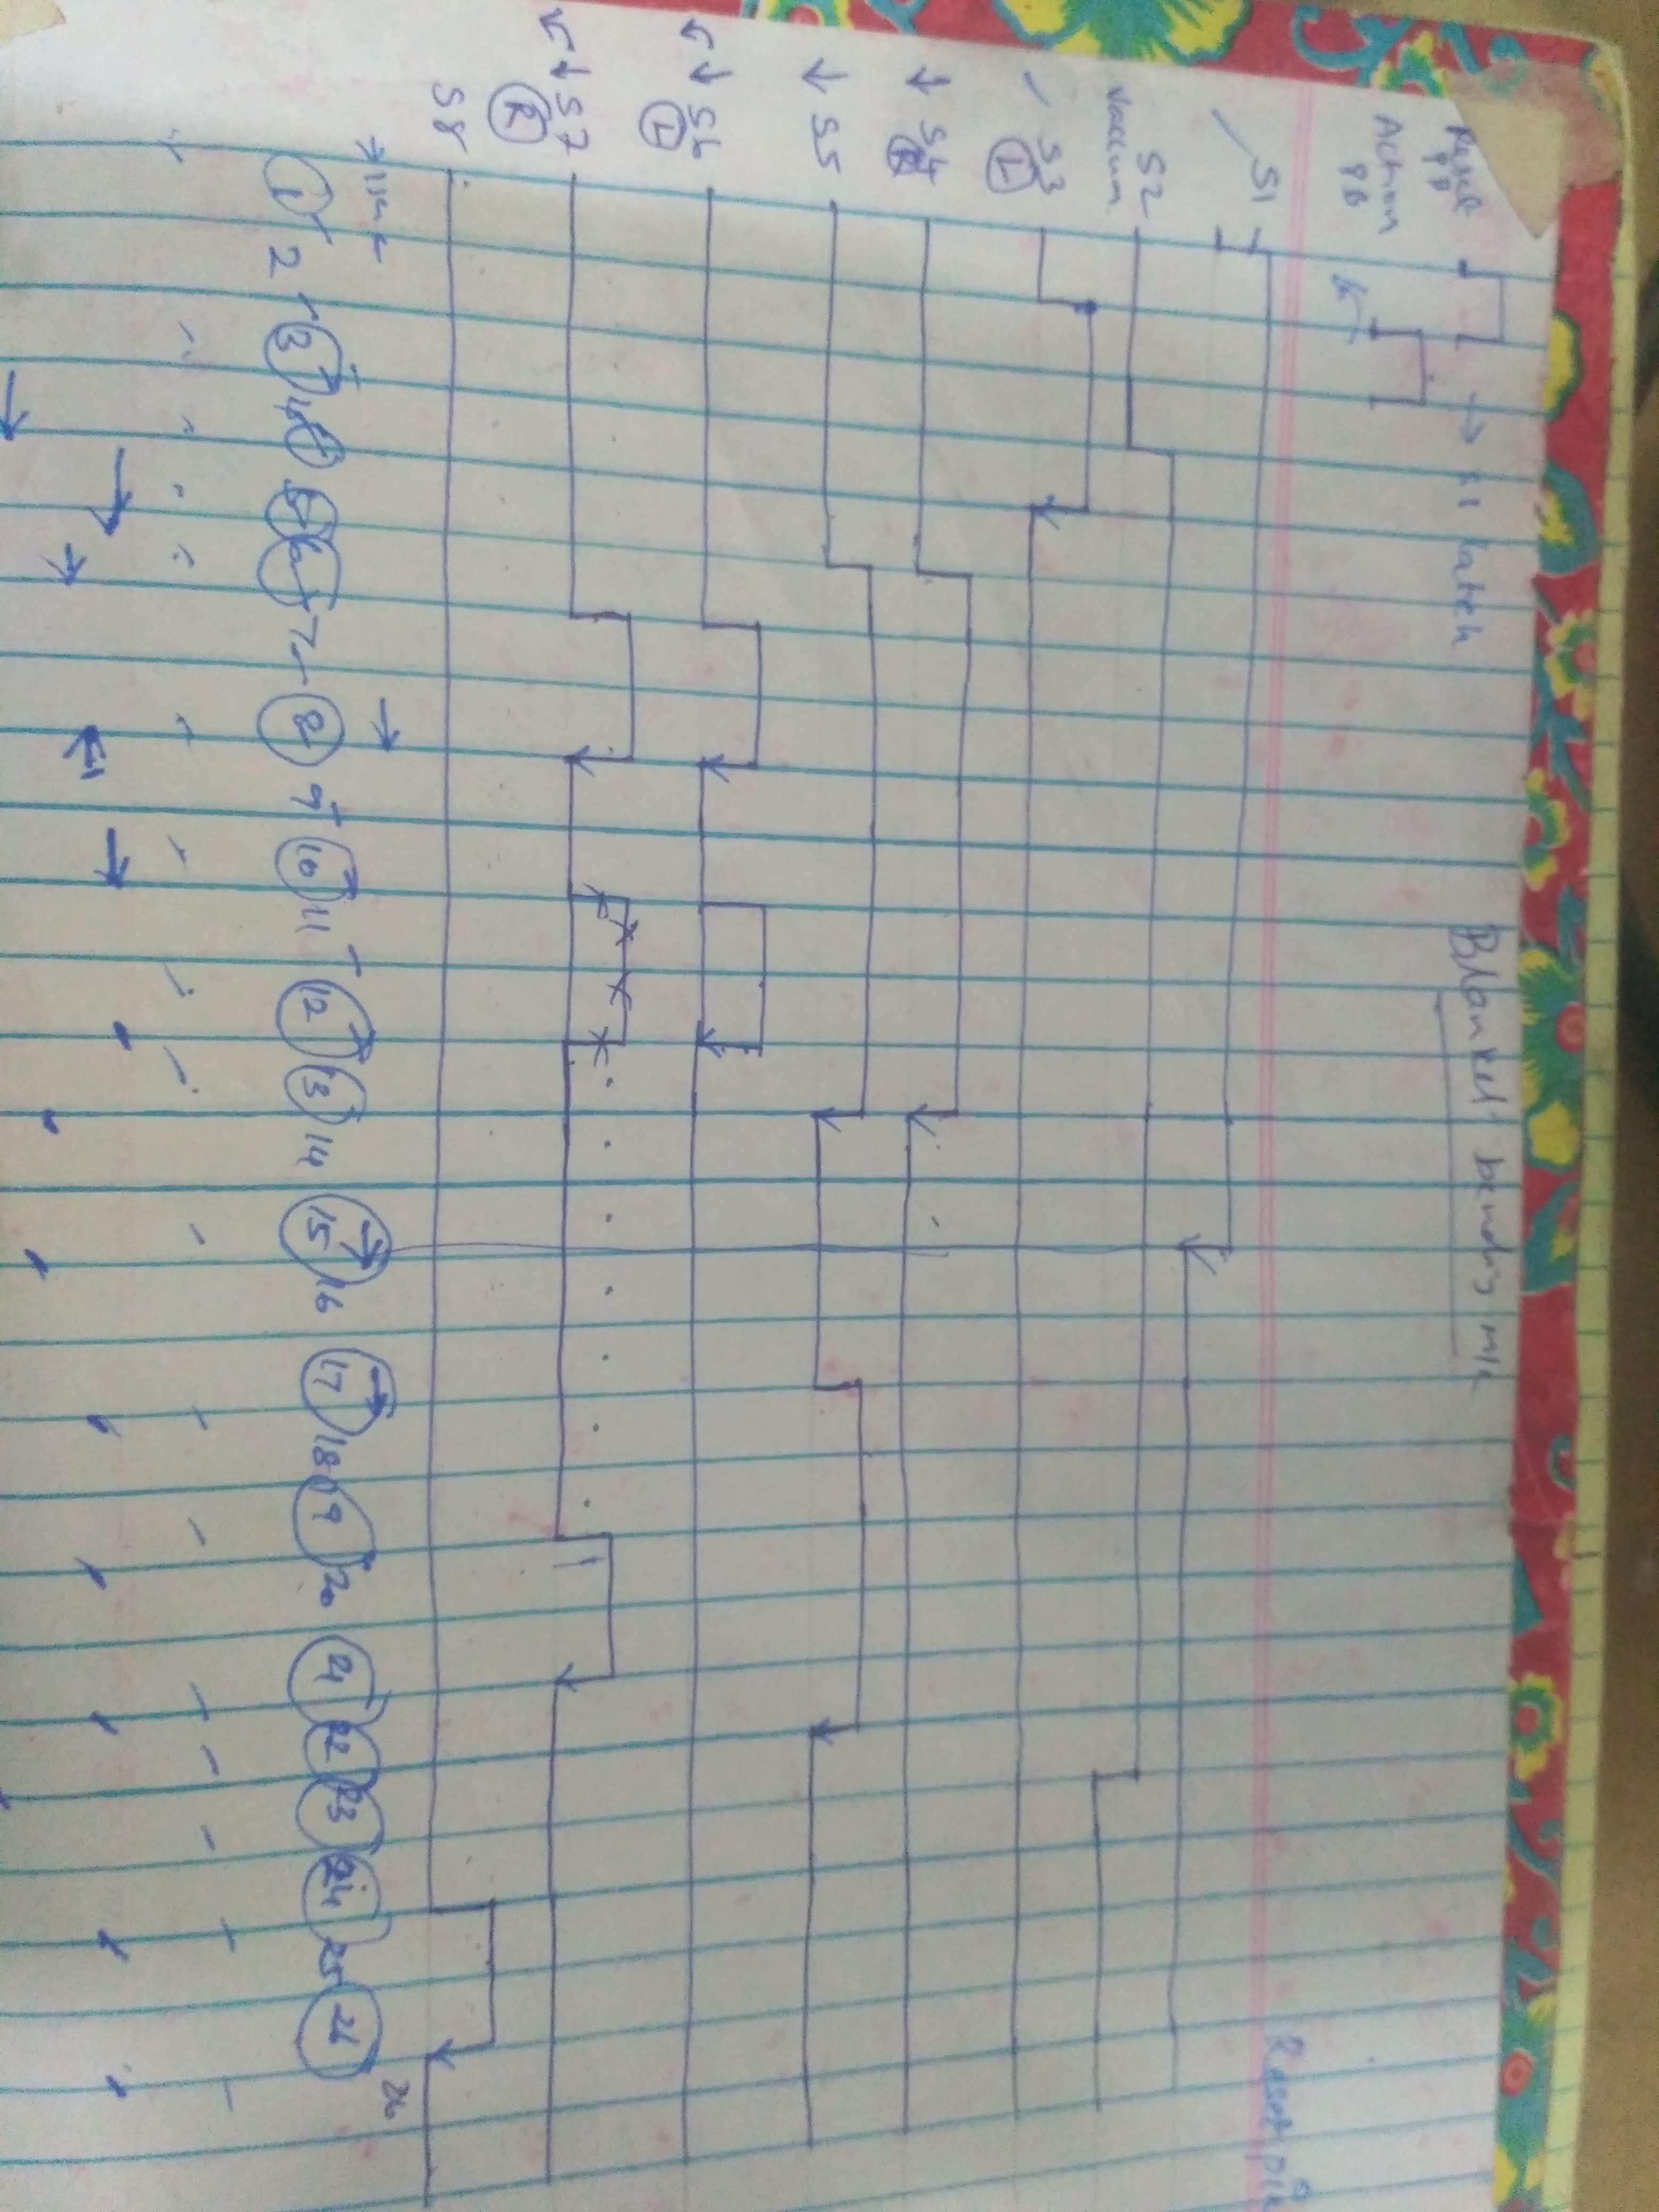 Blanket bending m/c
Reset PB
→ S1 latch
Action PB
Reset
S1
S2
vaccum
S3
L
S4
S5
S6
L
S7
R
S8
26
1 2 3 4 5 6 7 8 9 10 11 12 13 14 15 16 17 18 19 20 21 22 23 24 25 26